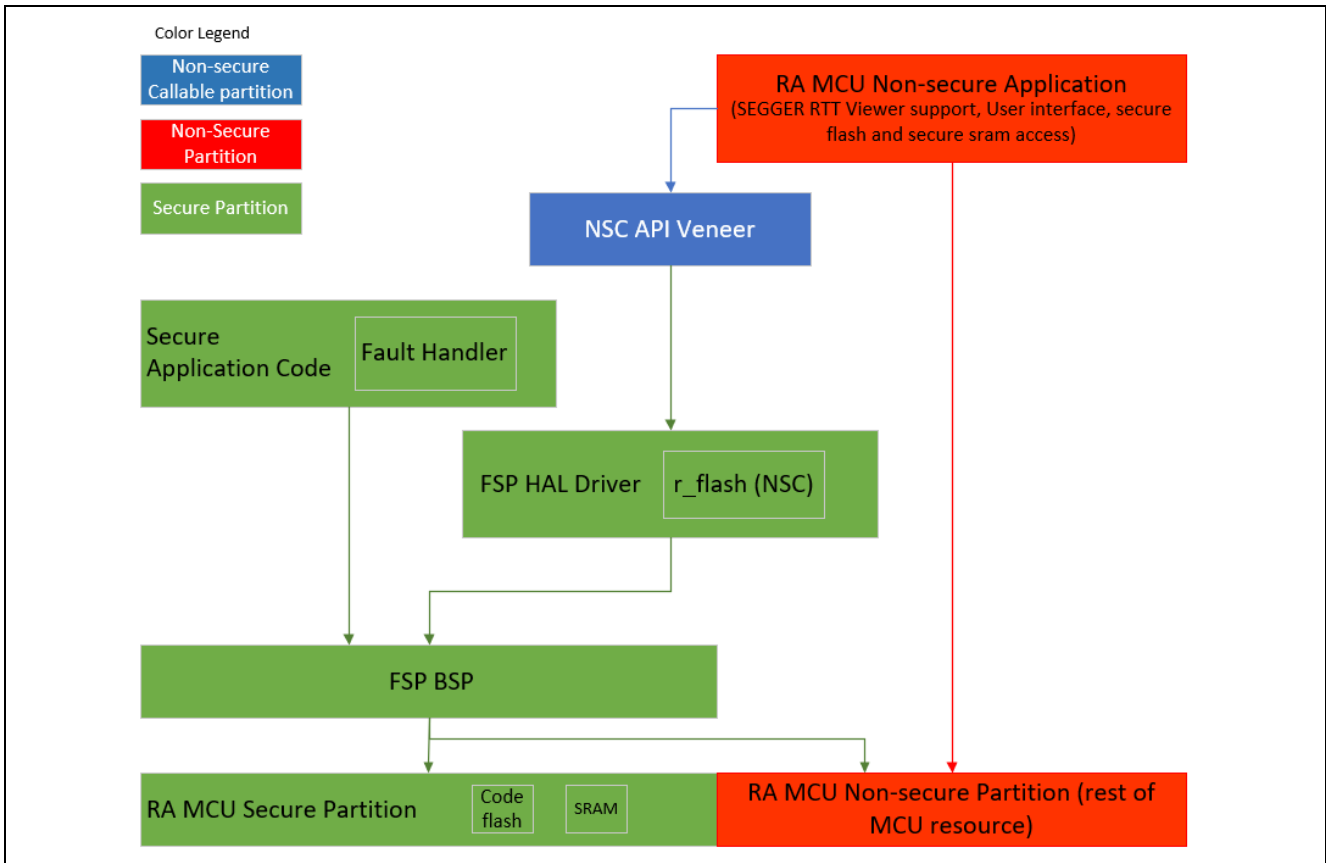 Color Legend
Non-secure
Callable partition
Non-Secure
Partition
Secure Partition
RA MCU Non-secure Application
(SEGGER RTT Viewer support, User interface, secure
flash and secure sram access)
NSC API Veneer
Secure
Application Code
Fault Handler
FSP HAL Driver
r_flash (NSC)
FSP BSP
RA MCU Secure Partition
Code
flash
SRAM
RA MCU Non-secure Partition (rest of
MCU resource)